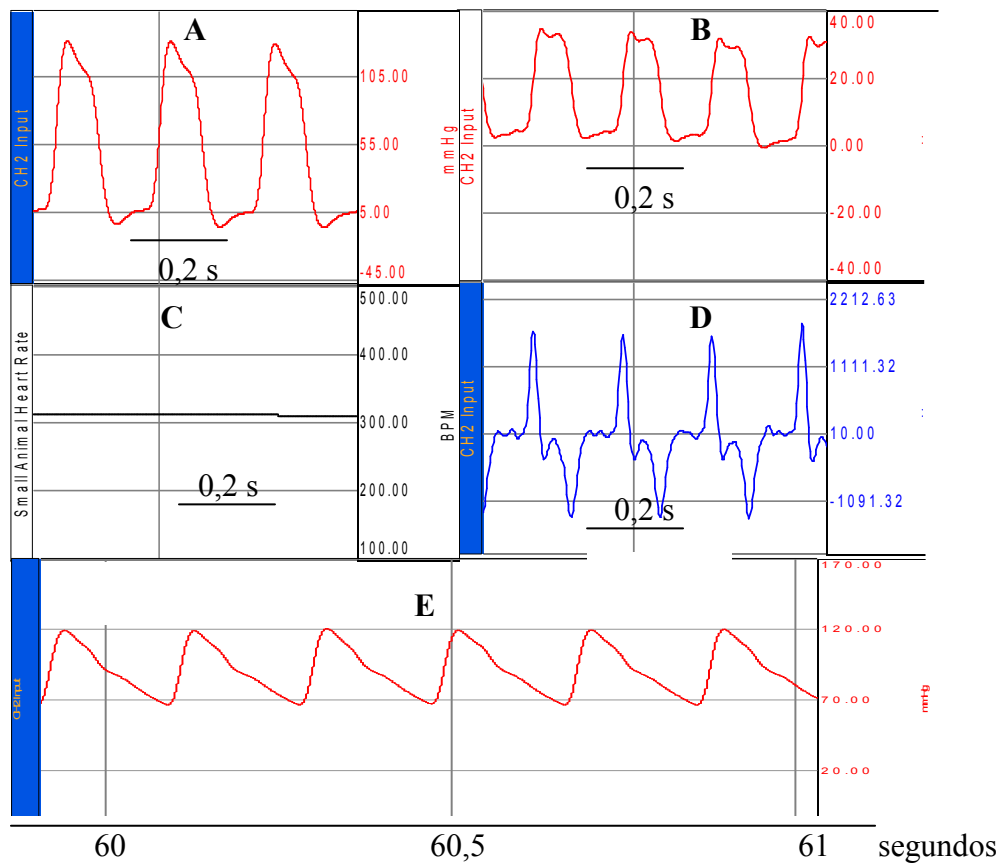 A
CH2 Input
105.00
55.00
5.00
-45.00
0,2 s
B
mmHg
CH2 Input
40.00
20.00
0.00
-20.00
-40.00
0,2 s
C
Small Animal Heart Rate
500.00
400.00
300.00
200.00
100.00
BPM
0,2 s
D
CH2 Input
2212.63
1111.32
10.00
-1091.32
0,2 s
E
CH2 Input
170.00
120.00
70.00
20.00
mmHg
60 60,5 61 segundos